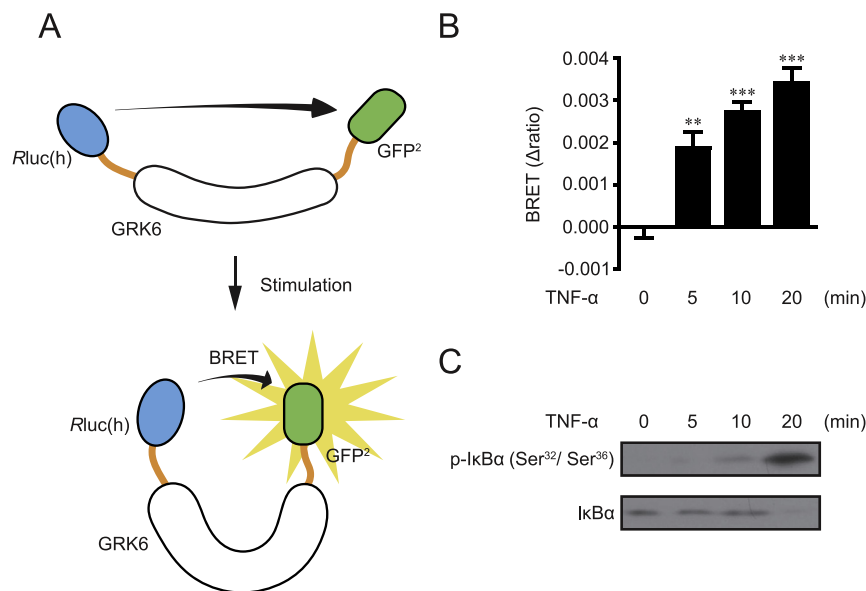 A
Rluc(h)
GFP²
GRK6
Stimulation
BRET
Rluc(h)
GFP²
GRK6
B
BRET (Δratio)
0.004
0.003
0.002
0.001
0.000
-0.001
**
***
***
TNF-α 0 5 10 20 (min)
C
TNF-α 0 5 10 20 (min)
p-IκBα (Ser³²/ Ser³⁶)
IκBα